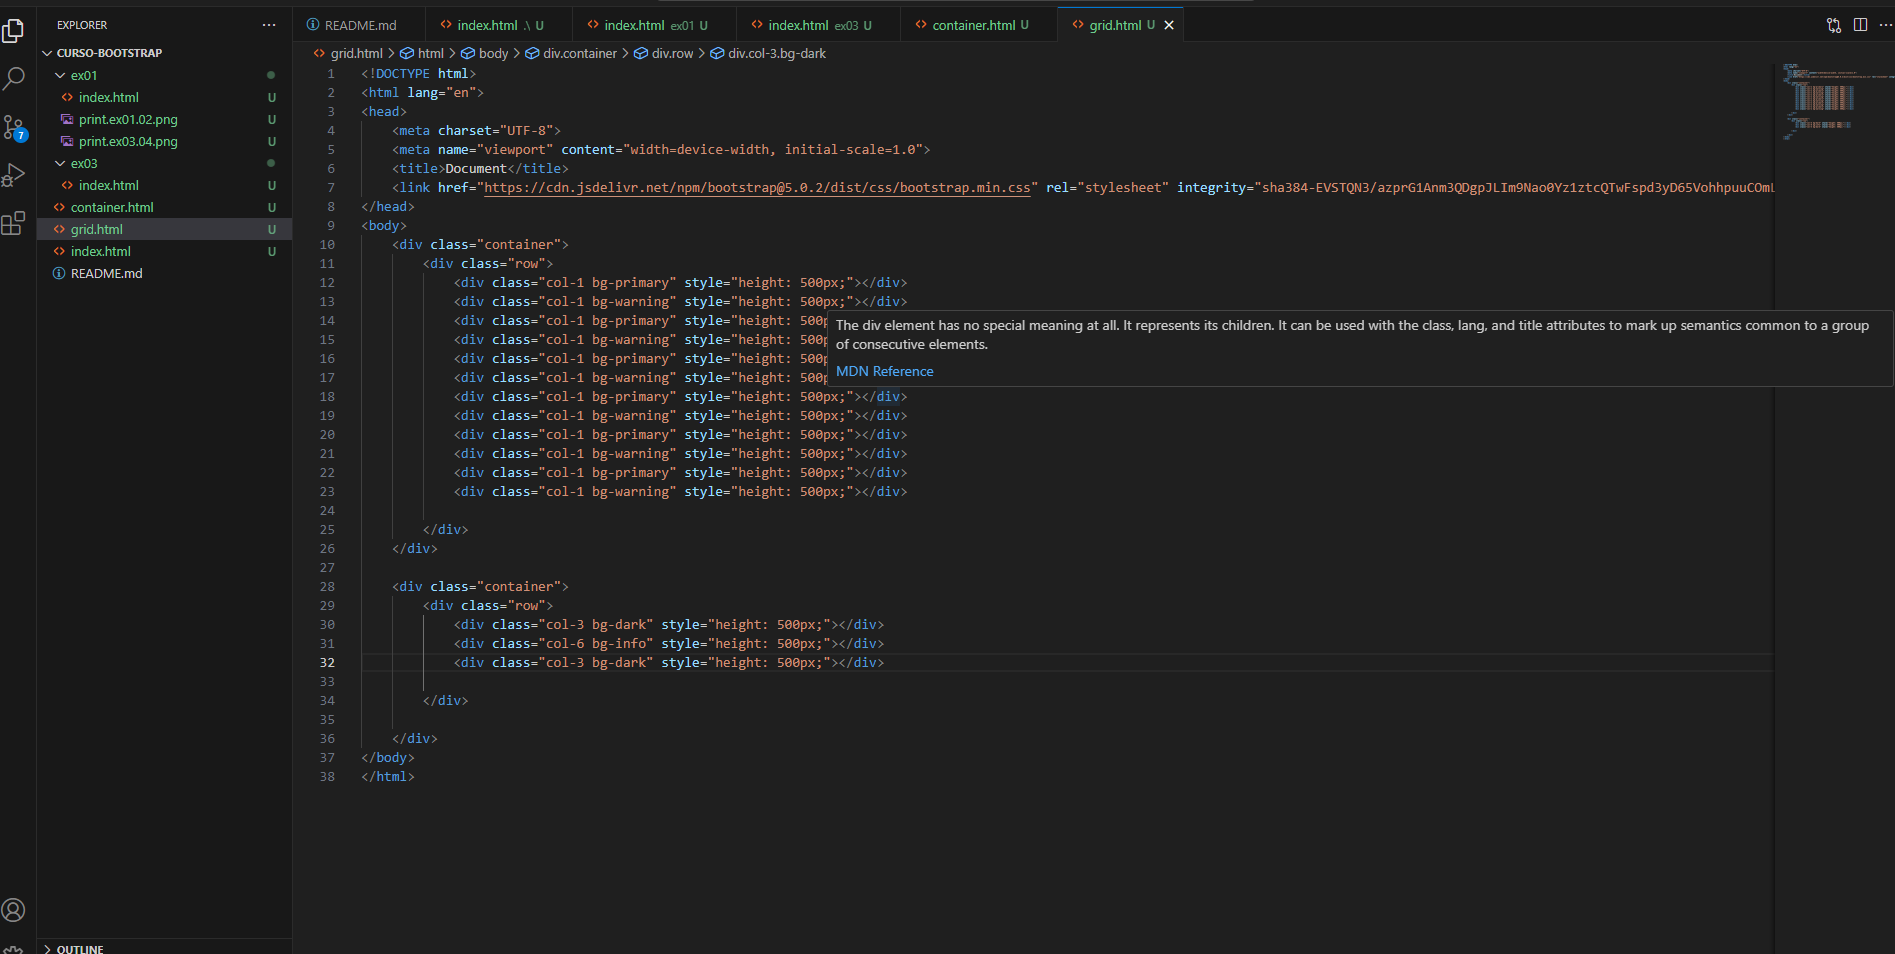 EXPLORER
CURSO-BOOTSTRAP
ex01
index.html U
print.ex01.02.png U
print.ex03.04.png U
ex03
index.html U
container.html U
grid.html U
index.html U
README.md
7
OUTLINE
README.md
index.html .\ U
index.html ex01 U
index.html ex03 U
container.html U
grid.html U
grid.html > html > body > div.container > div.row > div.col-3.bg-dark
1 <!DOCTYPE html>
2 <html lang="en">
3 <head>
4 <meta charset="UTF-8">
5 <meta name="viewport" content="width=device-width, initial-scale=1.0">
6 <title>Document</title>
7 <link href="https://cdn.jsdelivr.net/npm/bootstrap@5.0.2/dist/css/bootstrap.min.css" rel="stylesheet" integrity="sha384-EVSTQN3/azprG1Anm3QDgpJLIm9Nao0Yz1ztcQTwFspd3yD65VohhpuuCOmL
8 </head>
9 <body>
10 <div class="container">
11 <div class="row">
12 <div class="col-1 bg-primary" style="height: 500px;"></div>
13 <div class="col-1 bg-warning" style="height: 500px;"></div>
14 <div class="col-1 bg-primary" style="height: 500p
15 <div class="col-1 bg-warning" style="height: 500p
16 <div class="col-1 bg-primary" style="height: 500p
17 <div class="col-1 bg-warning" style="height: 500p
The div element has no special meaning at all. It represents its children. It can be used with the class, lang, and title attributes to mark up semantics common to a group
of consecutive elements.
MDN Reference
18 <div class="col-1 bg-primary" style="height: 500px;"></div>
19 <div class="col-1 bg-warning" style="height: 500px;"></div>
20 <div class="col-1 bg-primary" style="height: 500px;"></div>
21 <div class="col-1 bg-warning" style="height: 500px;"></div>
22 <div class="col-1 bg-primary" style="height: 500px;"></div>
23 <div class="col-1 bg-warning" style="height: 500px;"></div>
24
25 </div>
26 </div>
27
28 <div class="container">
29 <div class="row">
30 <div class="col-3 bg-dark" style="height: 500px;"></div>
31 <div class="col-6 bg-info" style="height: 500px;"></div>
32 <div class="col-3 bg-dark" style="height: 500px;"></div>
33
34 </div>
35
36 </div>
37 </body>
38 </html>